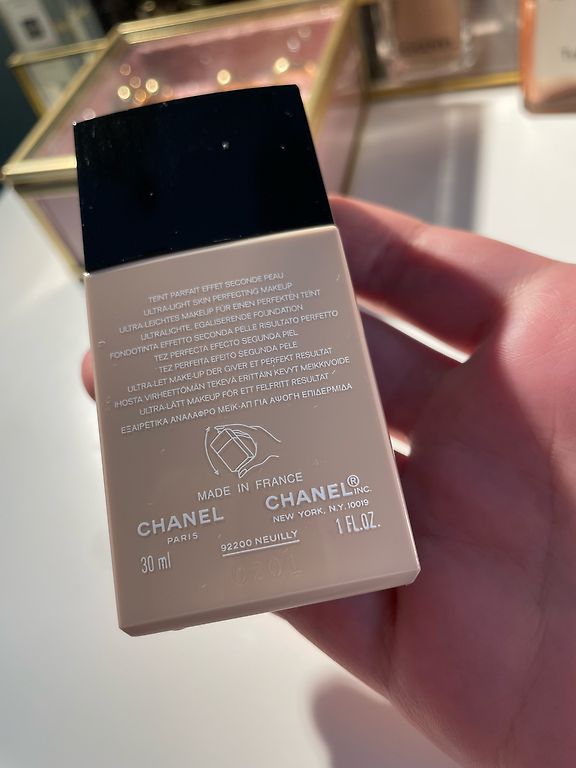 TEINT PARFAIT EFFET SECONDE PEAU
ULTRA-LIGHT SKIN PERFECTING MAKEUP
ULTRA-LEICHTES MAKEUP FÜR EINEN PERFEKTEN TEINT
ULTRALICHTE, EGALISERENDE FOUNDATION
FONDOTINTA EFFETTO SECONDA PELLE RISULTATO PERFETTO
TEZ PERFECTA EFECTO SEGUNDA PIEL
TEZ PERFEITA EFEITO SEGUNDA PELE
ULTRA-LET MAKE-UP DER GIVER ET PERFEKT RESULTAT
IHOSTA VIRHEETTÖMÄN TEKEVÄ ERITTÄIN KEVYT MEIKKIVOIDE
ULTRA-LÄTT MAKEUP FÖR ETT FELFRITT RESULTAT
ΕΞΑΙΡΕΤΙΚΑ ΑΝΑΛΑΦΡΟ ΜΕΙΚ-ΑΠ ΓΙΑ ΑΨΟΓΗ ΕΠΙΔΕΡΜΙΔΑ
MADE IN FRANCE
CHANEL
PARIS
CHANEL® INC.
NEW YORK, N.Y. 10019
30 ml
92200 NEUILLY
1 FL.OZ.